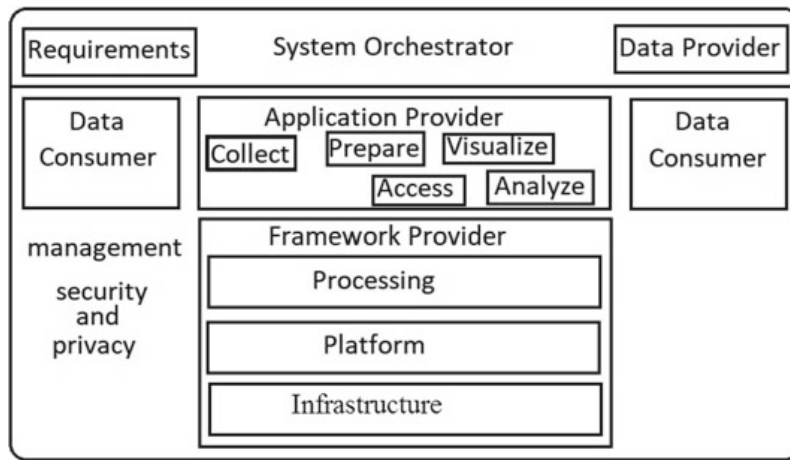 Requirements
System Orchestrator
Data Provider
Data
Consumer
Application Provider
Collect
Prepare
Visualize
Access
Analyze
Data
Consumer
management
security
and
privacy
Framework Provider
Processing
Platform
Infrastructure